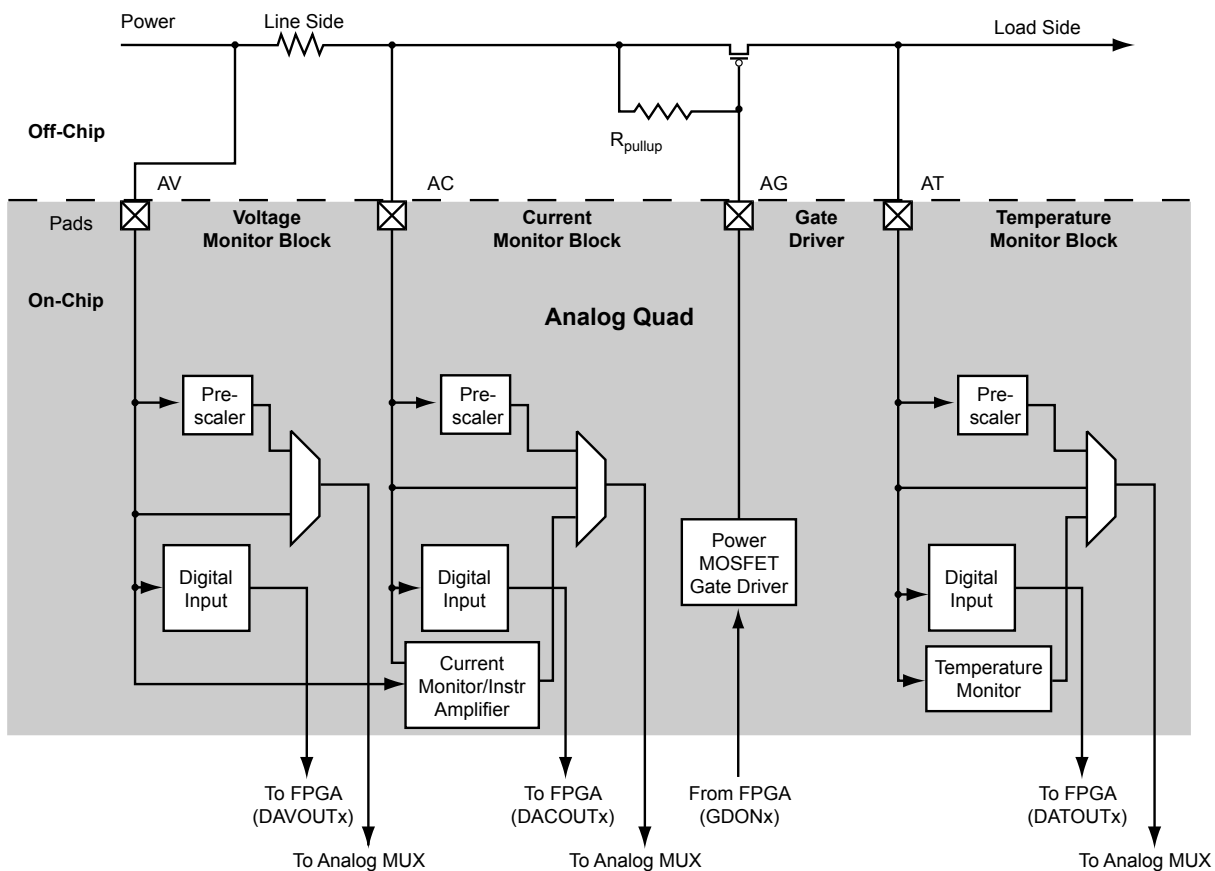 Power
Line Side
Load Side
Off-Chip
Rpullup
AV
AC
AG
AT
Pads
Voltage
Monitor Block
Current
Monitor Block
Gate
Driver
Temperature
Monitor Block
On-Chip
Analog Quad
Pre-
scaler
Pre-
scaler
Pre-
scaler
Digital
Input
Digital
Input
Power
MOSFET
Gate Driver
Digital
Input
Current
Monitor/Instr
Amplifier
Temperature
Monitor
To FPGA
(DAVOUTx)
To FPGA
(DACOUTx)
From FPGA
(GDONx)
To FPGA
(DATOUTx)
To Analog MUX
To Analog MUX
To Analog MUX